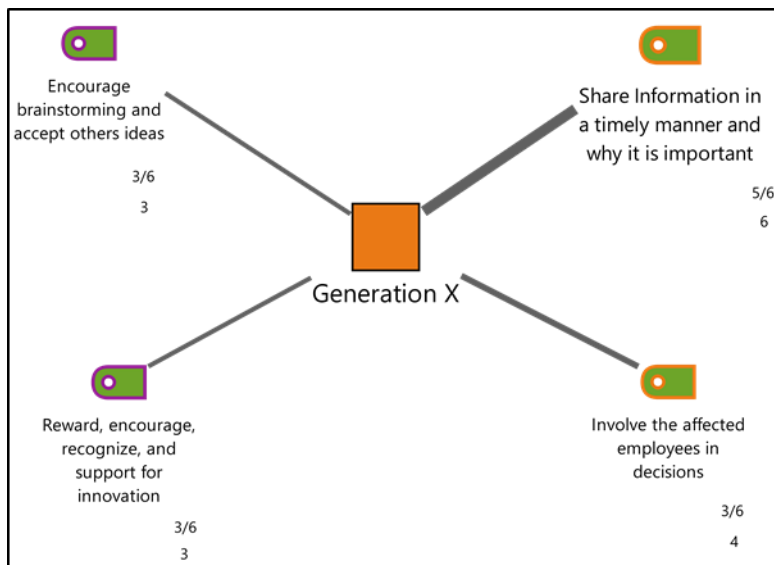 Encourage
brainstorming and
accept others ideas
3/6
3
Share Information in
a timely manner and
why it is important
5/6
6
Generation X
Reward, encourage,
recognize, and
support for
innovation
3/6
3
Involve the affected
employees in
decisions
3/6
4